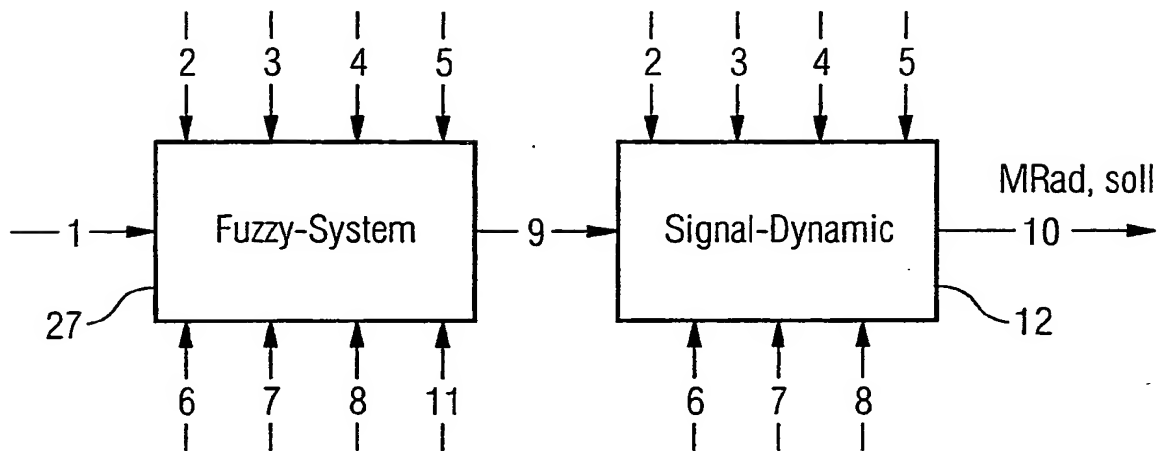 2 3 4 5 2 3 4 5
MRad, soll
1 Fuzzy-System 9 Signal-Dynamic 10
27 12
6 7 8 11 6 7 8